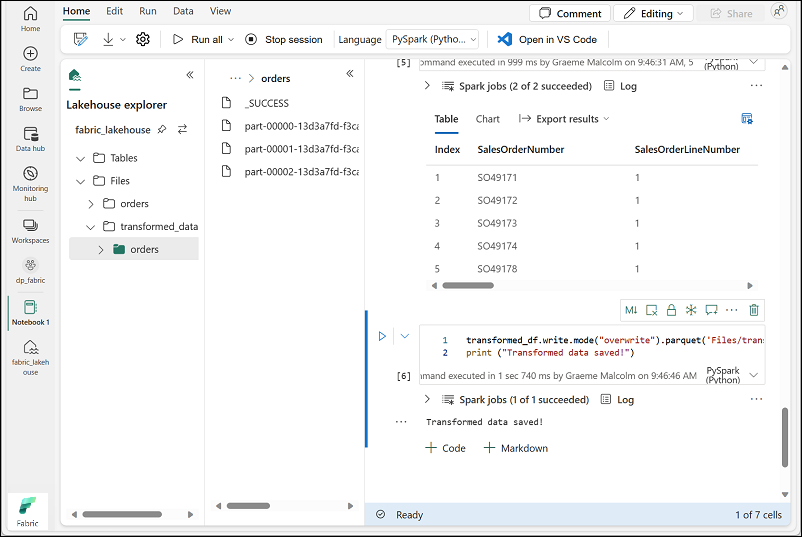 Home Edit Run Data View
Comment Editing Share
Run all Stop session Language PySpark (Pytho... Open in VS Code
Home
Create
Browse
Data hub
Monitoring
hub
Workspaces
dp_fabric
Notebook 1
fabric_lakeh
ouse
Fabric
Lakehouse explorer
fabric_lakehouse
Tables
Files
orders
transformed_data
orders
... > orders
_SUCCESS
part-00000-13d3a7fd-f3ca
part-00001-13d3a7fd-f3ca
part-00002-13d3a7fd-f3ca
[5] ommand executed in 999 ms by Graeme Malcolm on 9:46:31 AM, 5
(Python)
Spark jobs (2 of 2 succeeded) Log ...
Table Chart Export results
Index SalesOrderNumber SalesOrderLineNumber
1 SO49171 1
2 SO49172 1
3 SO49173 1
4 SO49174 1
5 SO49178 1
M↓ ...
1 transformed_df.write.mode("overwrite").parquet('Files/tran
2 print ("Transformed data saved!")
[6] mmand executed in 1 sec 740 ms by Graeme Malcolm on 9:46:46 AM
PySpark
(Python)
Spark jobs (1 of 1 succeeded) Log ...
... Transformed data saved!
+ Code + Markdown
Ready 1 of 7 cells